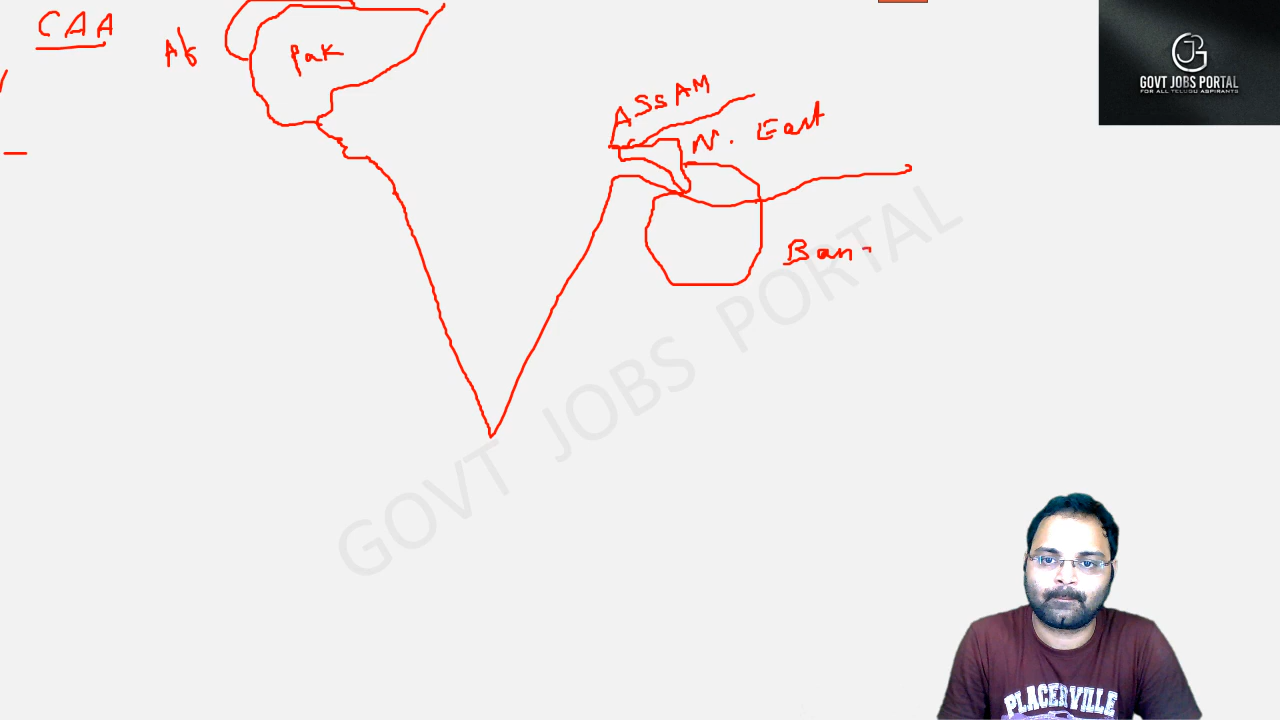 CAA
Af
Pak
ASSAM
N. East
Ban
GOVT JOBS PORTAL
GOVT JOBS PORTAL
FOR ALL TELUGU ASPIRANTS
PLACERVILLE